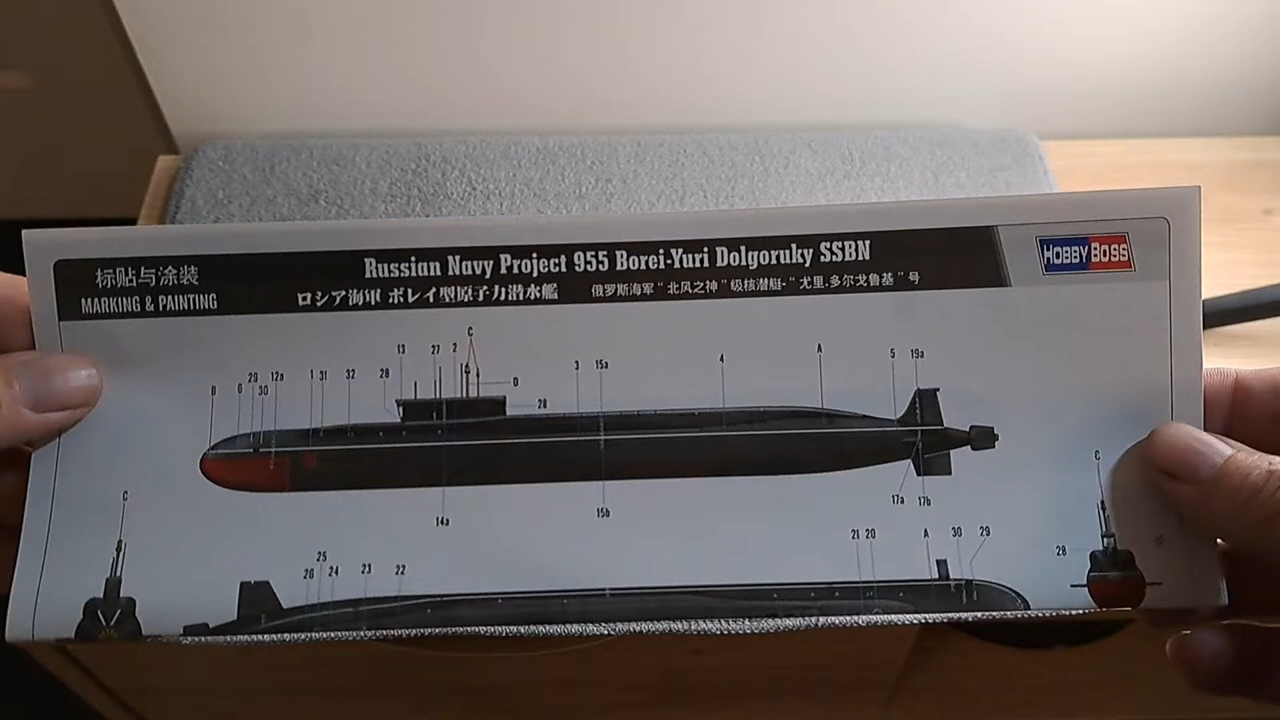 标贴与涂装
MARKING & PAINTING
Russian Navy Project 955 Borei-Yuri Dolgoruky SSBN
ロシア海軍 ボレイ型原子力潜水艦
俄罗斯海军“北风之神”级核潜艇-“尤里.多尔戈鲁基”号
HOBBY BOSS
C
13 27 2 3 15a 4 A 5 19a
B 6 29 30 12a 1 31 32 28 D 28
17a 17b
14a 15b
C C
26 25 24 23 22 21 20 A 30 29 28